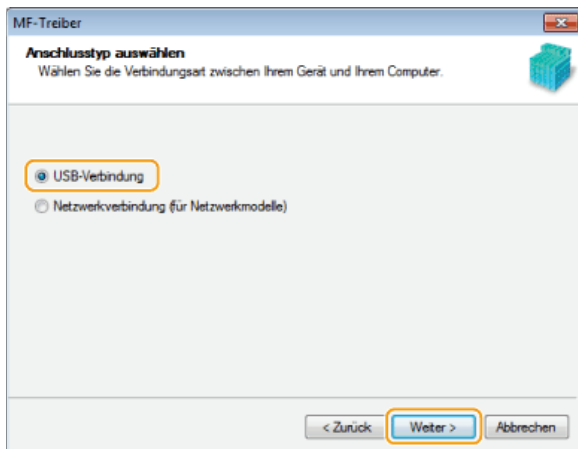 MF-Treiber
Anschlusstyp auswählen
Wählen Sie die Verbindungsart zwischen Ihrem Gerät und Ihrem Computer.
USB-Verbindung
Netzwerkverbindung (für Netzwerkmodelle)
< Zurück Weiter > Abbrechen